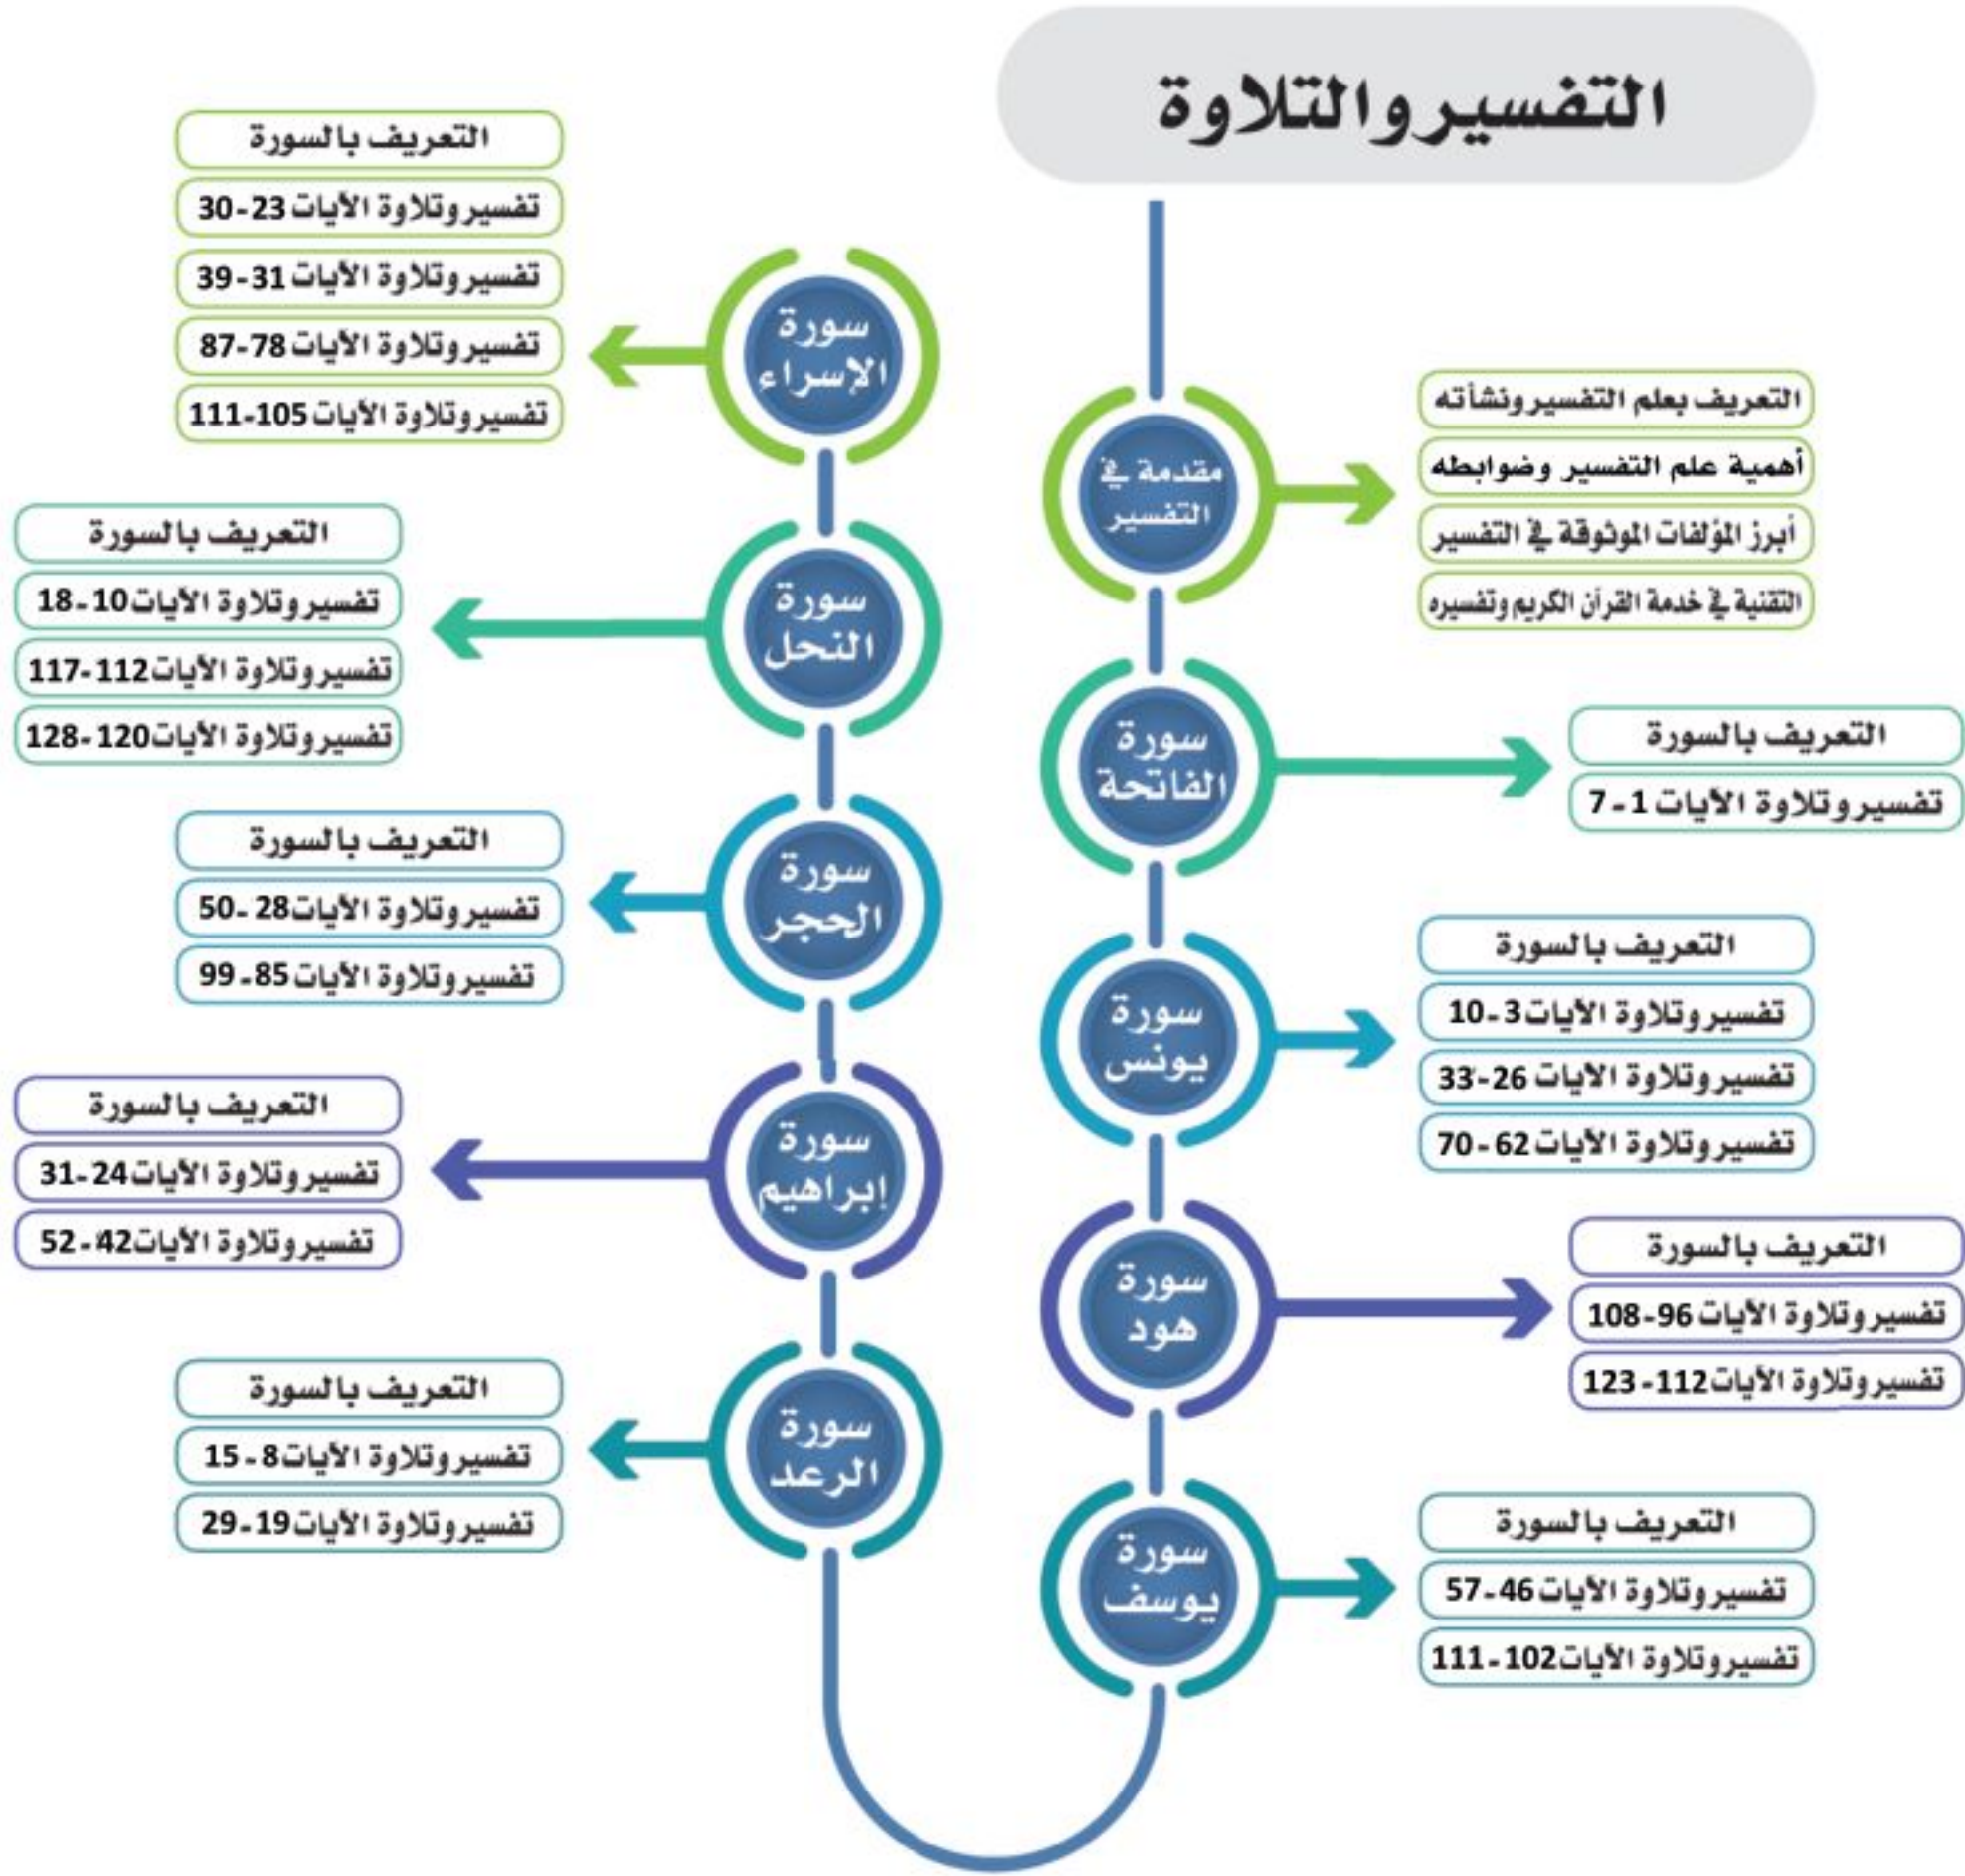 التفسير والتلاوة
مقدمة في
التفسير
التعريف بعلم التفسير ونشأته
أهمية علم التفسير وضوابطه
أبرز المؤلفات الموثوقة في التفسير
التقنية في خدمة القرآن الكريم وتفسيره
سورة
الفاتحة
التعريف بالسورة
تفسير وتلاوة الآيات 1-7
سورة
يونس
التعريف بالسورة
تفسير وتلاوة الآيات 3-10
تفسير وتلاوة الآيات 26-33
تفسير وتلاوة الآيات 62-70
سورة
هود
التعريف بالسورة
تفسير وتلاوة الآيات 96-108
تفسير وتلاوة الآيات 112-123
سورة
يوسف
التعريف بالسورة
تفسير وتلاوة الآيات 46-57
تفسير وتلاوة الآيات 102-111
سورة
الرعد
التعريف بالسورة
تفسير وتلاوة الآيات 8-15
تفسير وتلاوة الآيات 19-29
سورة
إبراهيم
التعريف بالسورة
تفسير وتلاوة الآيات 24-31
تفسير وتلاوة الآيات 42-52
سورة
الحجر
التعريف بالسورة
تفسير وتلاوة الآيات 28-50
تفسير وتلاوة الآيات 85-99
سورة
النحل
التعريف بالسورة
تفسير وتلاوة الآيات 10-18
تفسير وتلاوة الآيات 112-117
تفسير وتلاوة الآيات 120-128
سورة
الإسراء
التعريف بالسورة
تفسير وتلاوة الآيات 23-30
تفسير وتلاوة الآيات 31-39
تفسير وتلاوة الآيات 78-87
تفسير وتلاوة الآيات 105-111